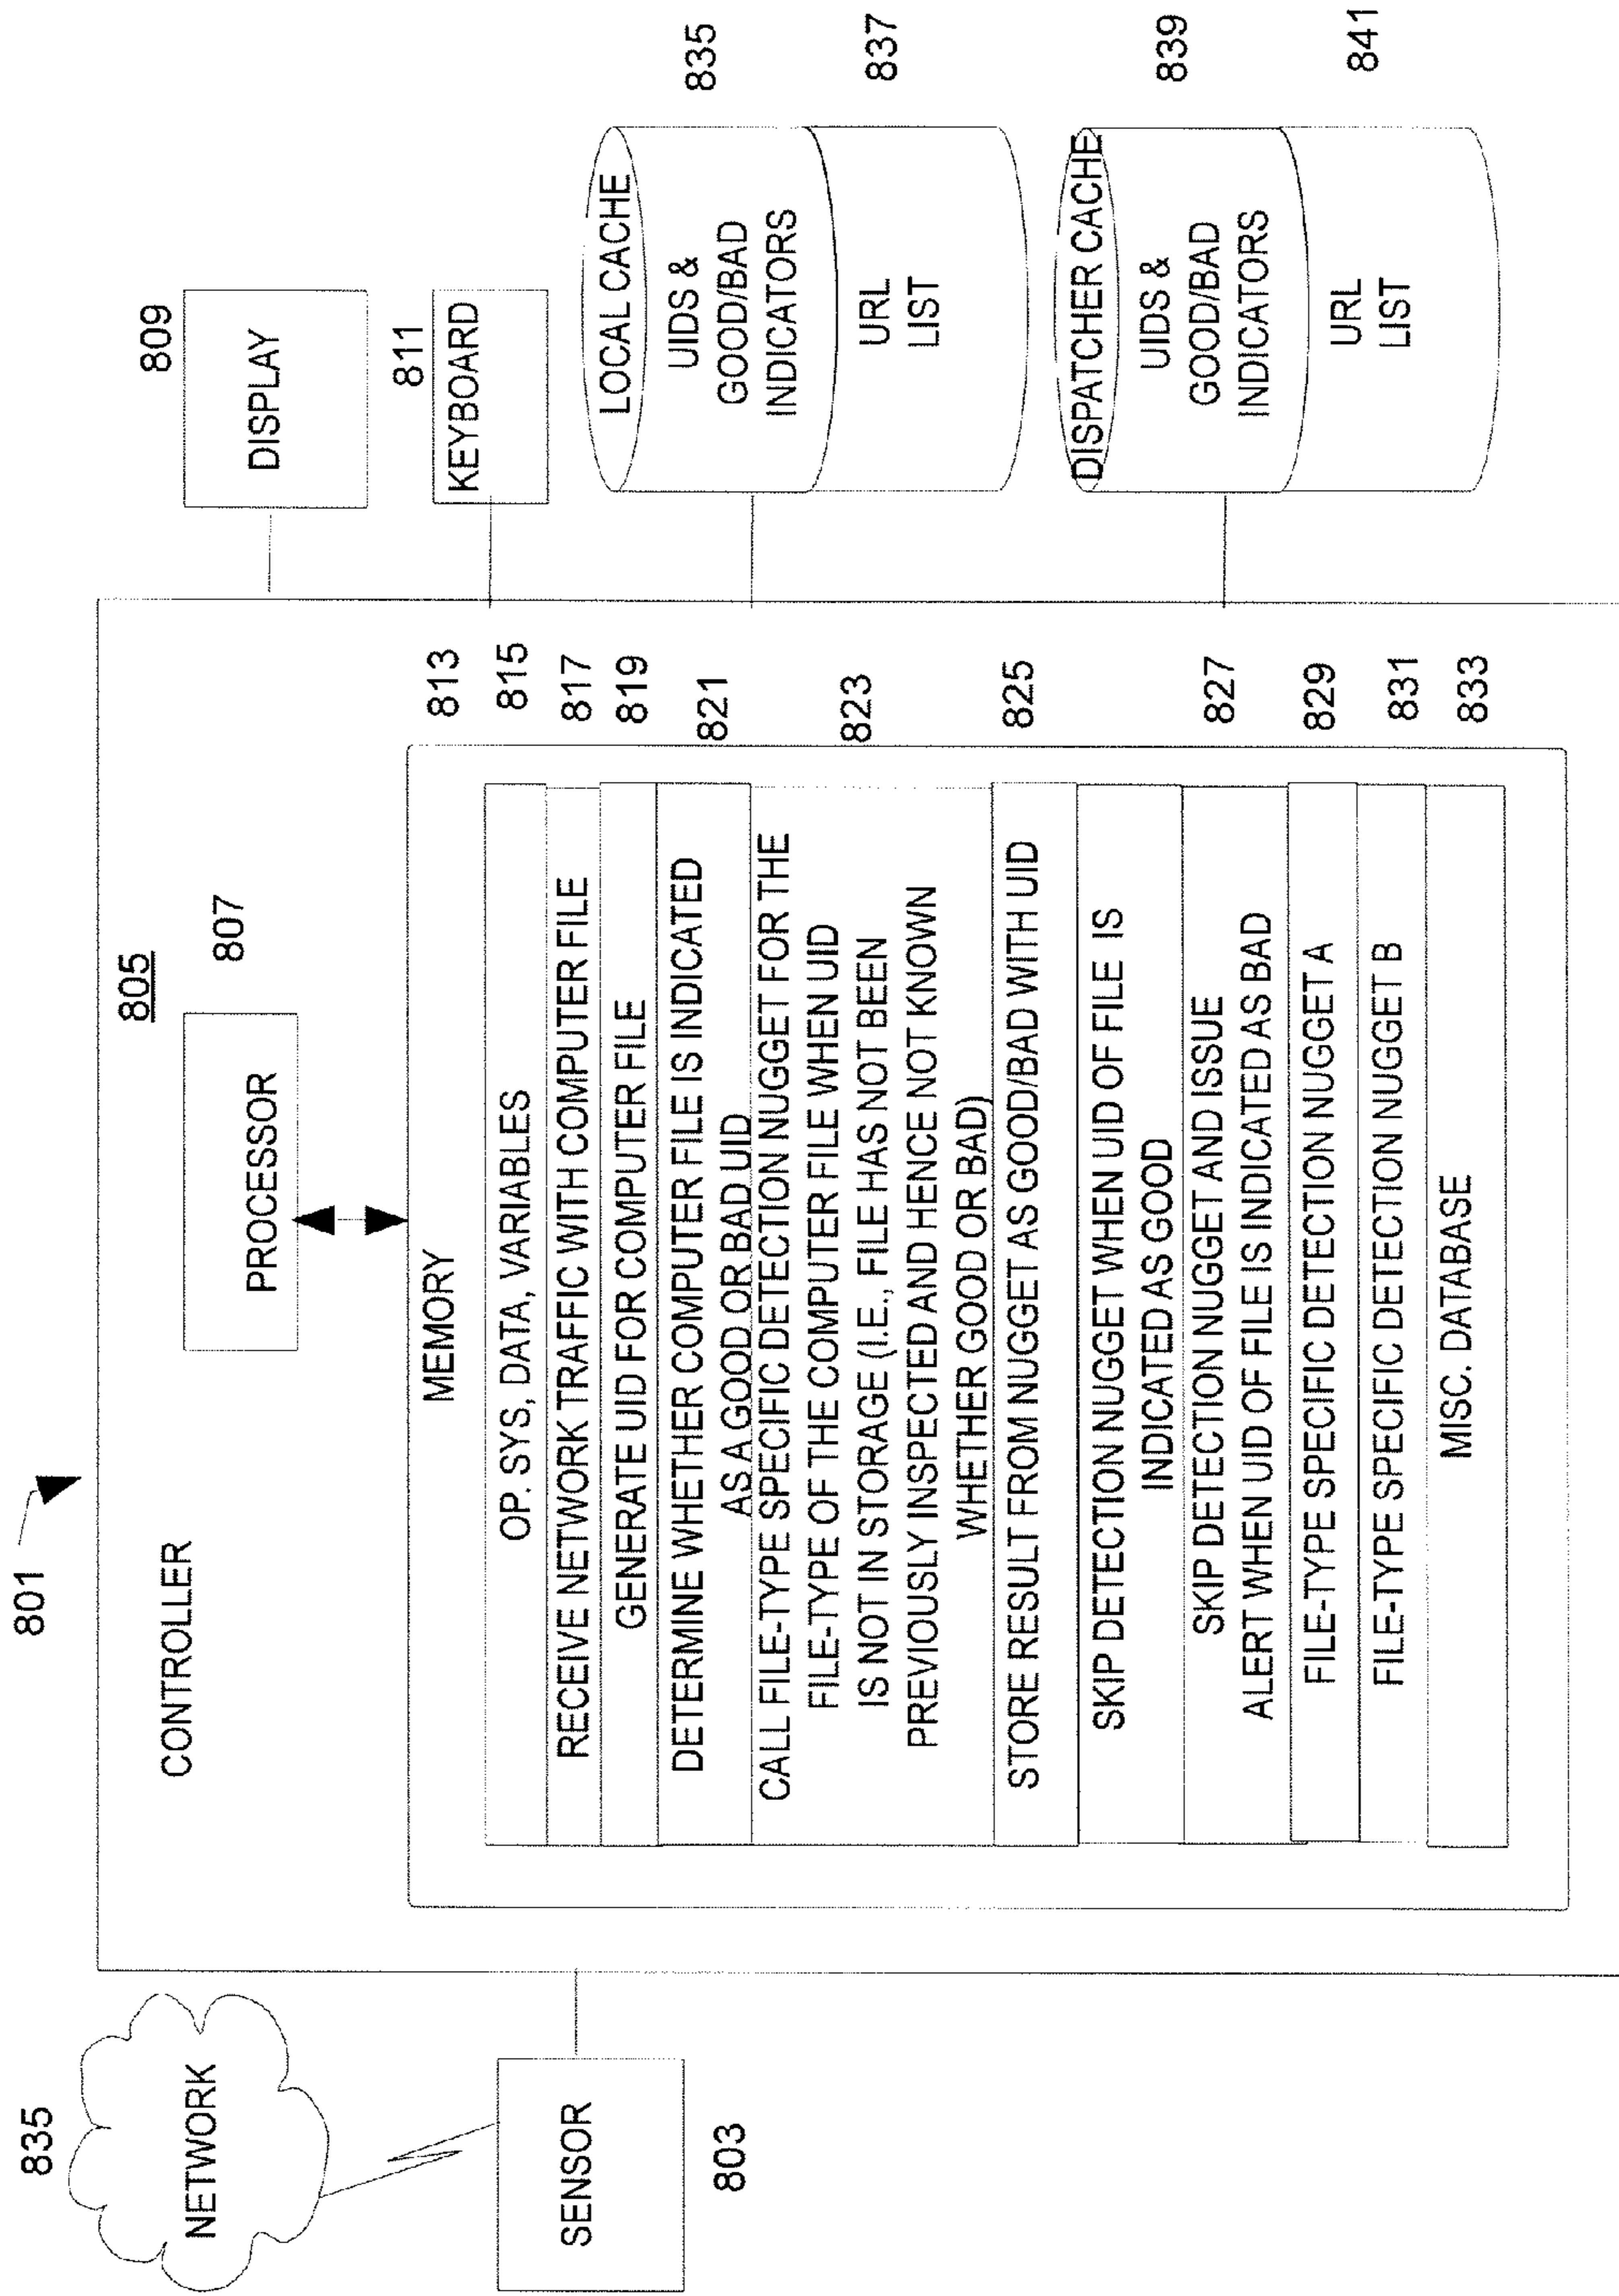 801
835
NETWORK
SENSOR
803
CONTROLLER
805
807
PROCESSOR
MEMORY
813
OP. SYS, DATA, VARIABLES
815
RECEIVE NETWORK TRAFFIC WITH COMPUTER FILE
817
GENERATE UID FOR COMPUTER FILE
819
DETERMINE WHETHER COMPUTER FILE IS INDICATED
AS A GOOD OR BAD UID
821
CALL FILE-TYPE SPECIFIC DETECTION NUGGET FOR THE
FILE-TYPE OF THE COMPUTER FILE WHEN UID
IS NOT IN STORAGE (I.E., FILE HAS NOT BEEN
PREVIOUSLY INSPECTED AND HENCE NOT KNOWN
WHETHER GOOD OR BAD)
823
STORE RESULT FROM NUGGET AS GOOD/BAD WITH UID
825
SKIP DETECTION NUGGET WHEN UID OF FILE IS
INDICATED AS GOOD
SKIP DETECTION NUGGET AND ISSUE
ALERT WHEN UID OF FILE IS INDICATED AS BAD
827
FILE-TYPE SPECIFIC DETECTION NUGGET A
829
FILE-TYPE SPECIFIC DETECTION NUGGET B
831
MISC. DATABASE
833
809
DISPLAY
811
KEYBOARD
LOCAL CACHE
UIDS &
GOOD/BAD
INDICATORS
835
URL
LIST
837
DISPATCHER CACHE
UIDS &
GOOD/BAD
INDICATORS
839
URL
LIST
841